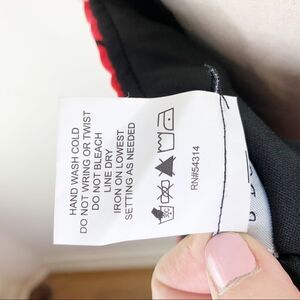 HAND WASH COLD
DO NOT WRING OR TWIST
DO NOT BLEACH
LINE DRY
IRON ON LOWEST
SETTING AS NEEDED
RN#54314